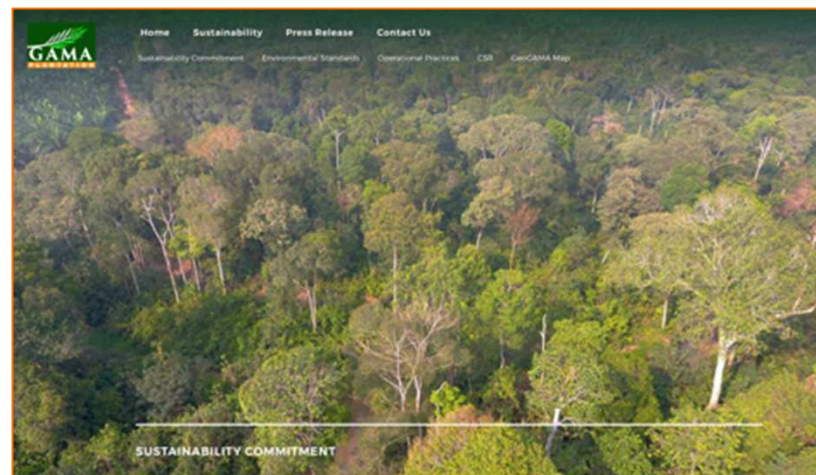 GAMA
PLANTATION
Home Sustainability Press Release Contact Us
Sustainability Commitment Environmental Standards Operational Practices CSR GeoGAMA Map
SUSTAINABILITY COMMITMENT